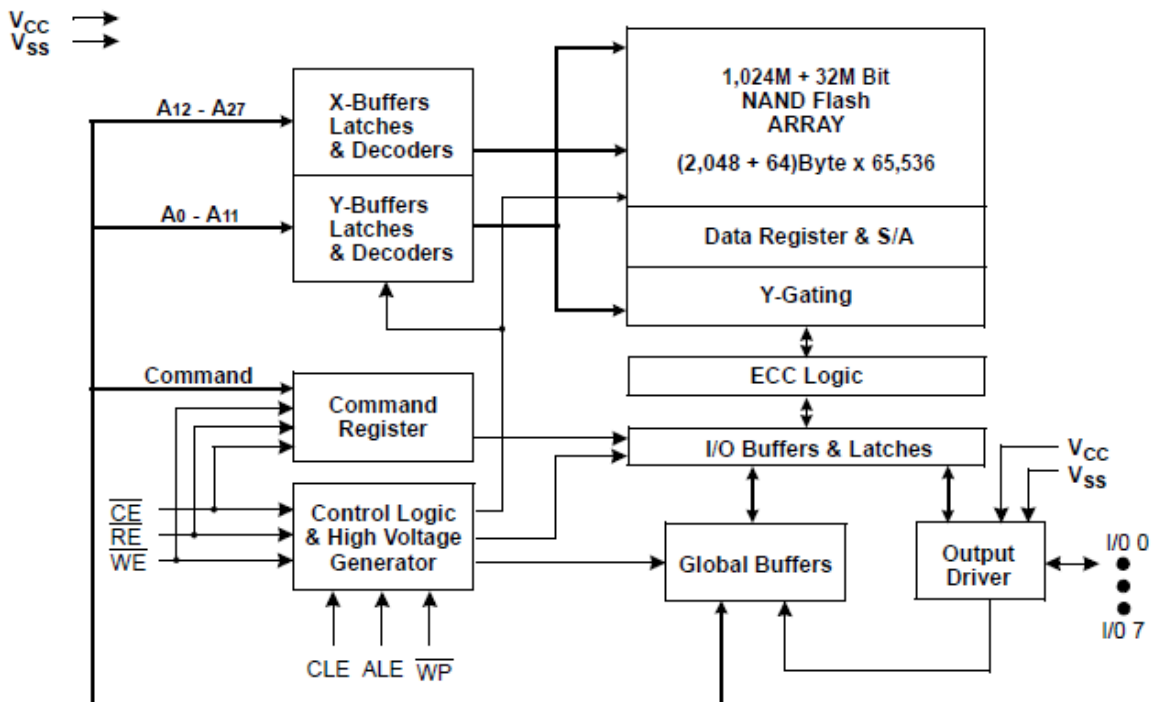 VCC
VSS
A12 - A27
X-Buffers
Latches
& Decoders
A0 - A11
Y-Buffers
Latches
& Decoders
1,024M + 32M Bit
NAND Flash
ARRAY
(2,048 + 64)Byte x 65,536
Data Register & S/A
Y-Gating
ECC Logic
Command
Command
Register
I/O Buffers & Latches
VCC
VSS
CE
RE
WE
Control Logic
& High Voltage
Generator
Global Buffers
Output
Driver
I/0 0
I/0 7
CLE ALE WP